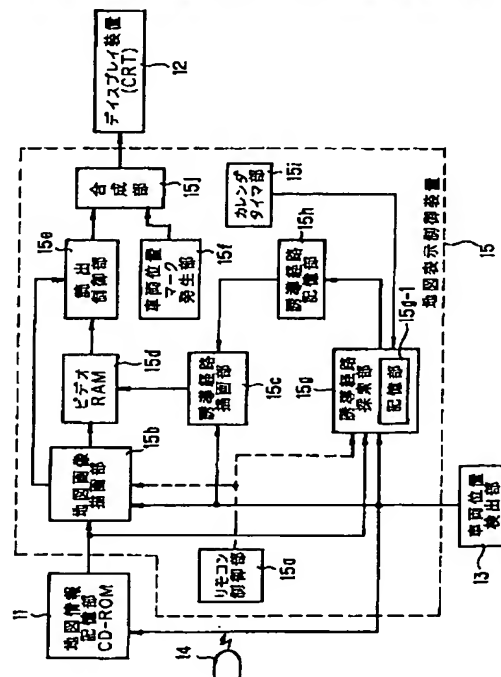 11
地図情報
記憶部
CD-ROM
14
リモコン
制御部
15a
13
車両位置
検出部
地図画像
描画部
15b
ビデオ
RAM
15d
読出
制御部
15e
合成部
15j
ディスプレイ装置
(CRT)
12
車両位置
マーク
発生部
15f
誘導経路
描画部
15c
誘導経路
記憶部
15h
カレンダ
タイマ部
15i
誘導経路
探索部
15g
記憶部
15g-1
地図表示制御装置
15